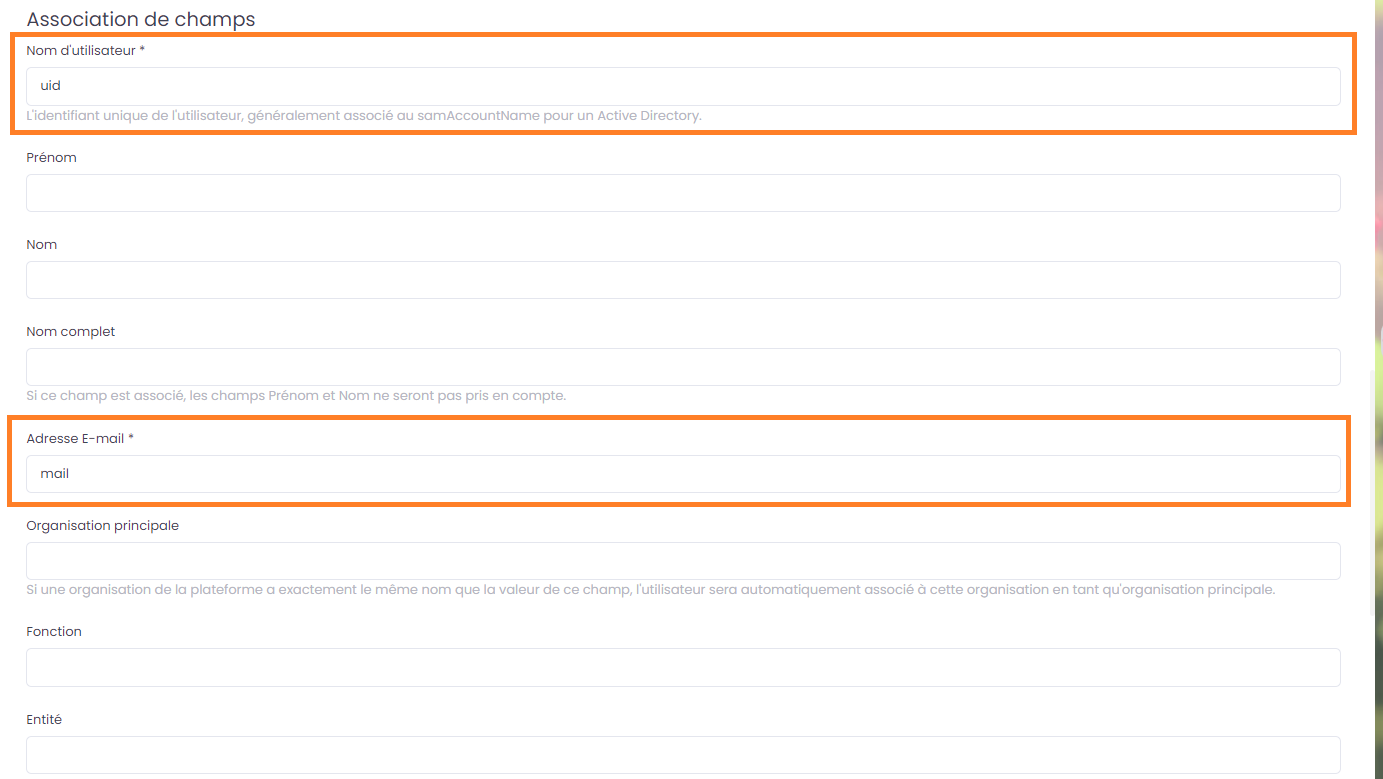 Association de champs
Nom d'utilisateur *
uid
L'identifiant unique de l'utilisateur, généralement associé au samAccountName pour un Active Directory.
Prénom
Nom
Nom complet
Si ce champ est associé, les champs Prénom et Nom ne seront pas pris en compte.
Adresse E-mail *
mail
Organisation principale
Si une organisation de la plateforme a exactement le même nom que la valeur de ce champ, l'utilisateur sera automatiquement associé à cette organisation en tant qu'organisation principale.
Fonction
Entité